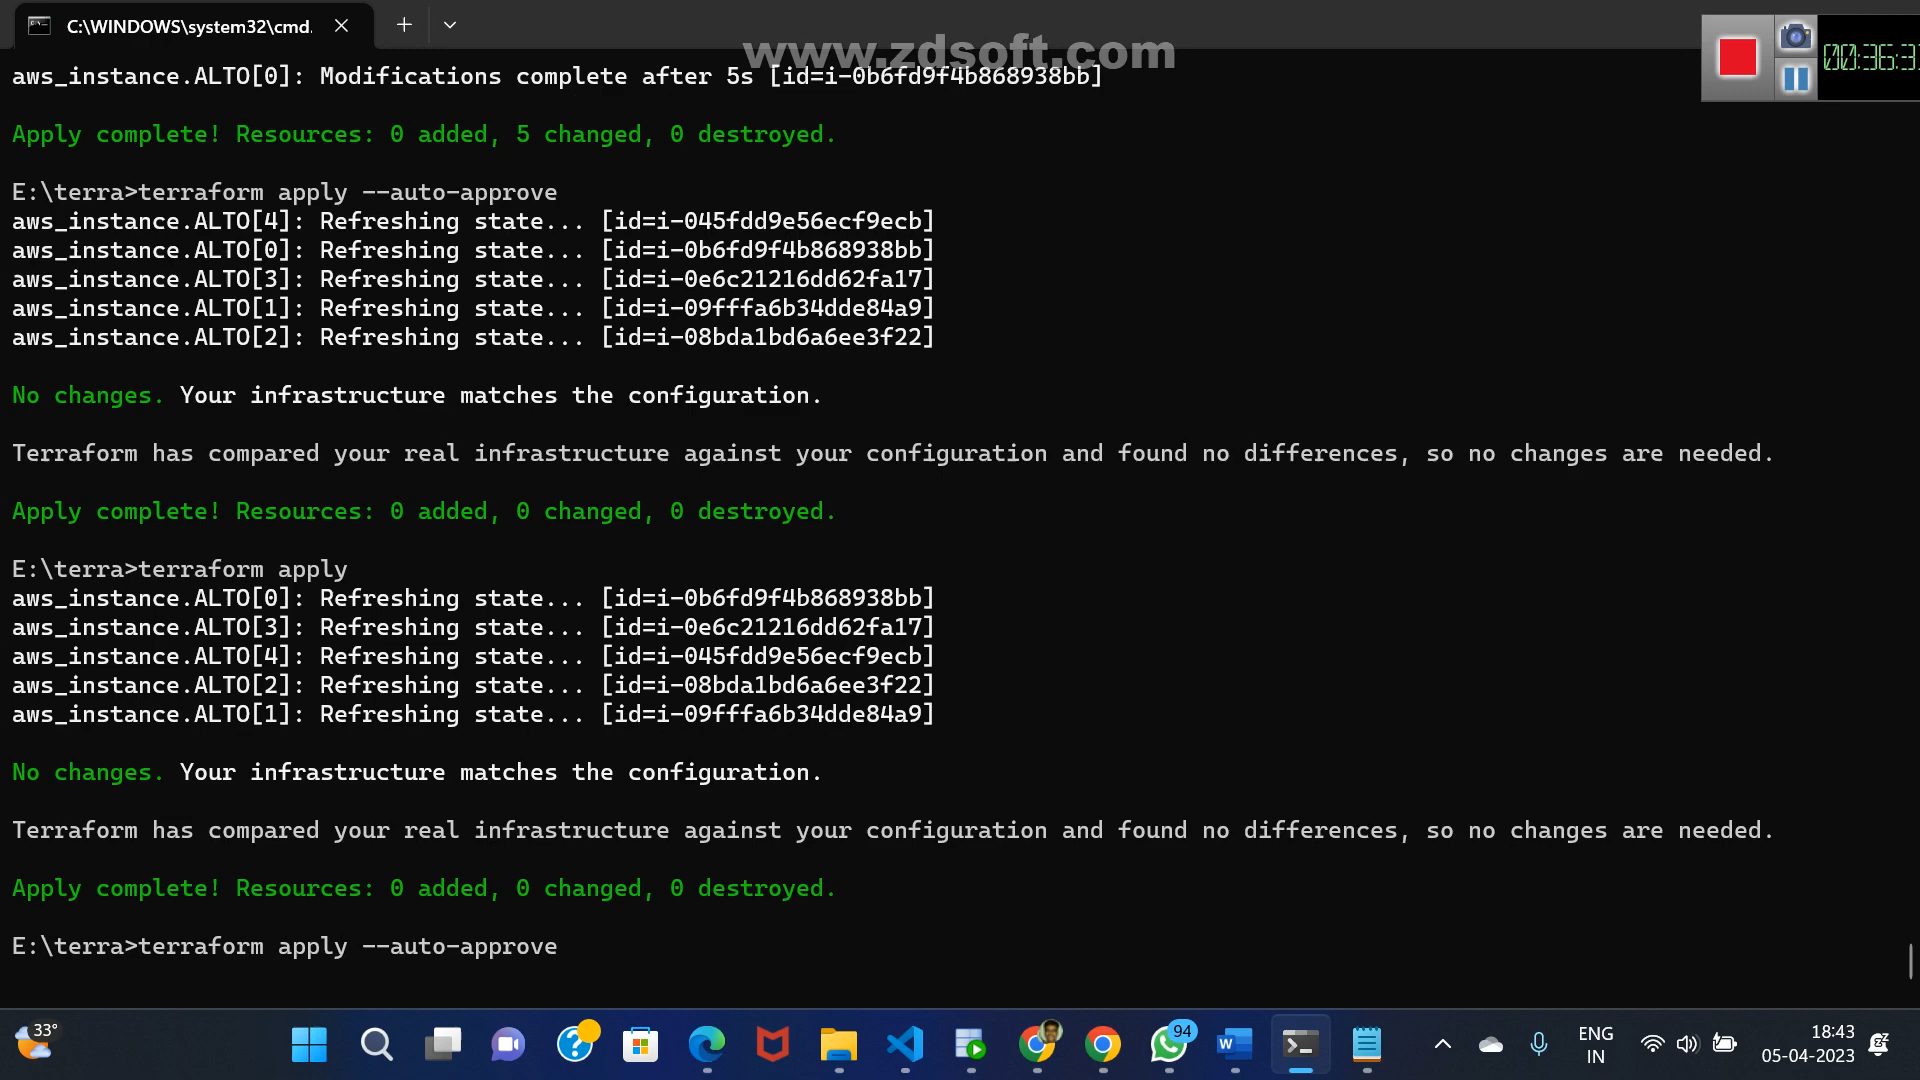 C:\WINDOWS\system32\cmd.
www.zdsoft.com
aws_instance.ALTO[0]: Modifications complete after 5s [id=i-0b6fd9f4b868938bb]
Apply complete! Resources: 0 added, 5 changed, 0 destroyed.
E:\terra>terraform apply --auto-approve
aws_instance.ALTO[4]: Refreshing state... [id=i-045fdd9e56ecf9ecb]
aws_instance.ALTO[0]: Refreshing state... [id=i-0b6fd9f4b868938bb]
aws_instance.ALTO[3]: Refreshing state... [id=i-0e6c21216dd62fa17]
aws_instance.ALTO[1]: Refreshing state... [id=i-09fffa6b34dde84a9]
aws_instance.ALTO[2]: Refreshing state... [id=i-08bda1bd6a6ee3f22]
No changes. Your infrastructure matches the configuration.
Terraform has compared your real infrastructure against your configuration and found no differences, so no changes are needed.
Apply complete! Resources: 0 added, 0 changed, 0 destroyed.
E:\terra>terraform apply
aws_instance.ALTO[0]: Refreshing state... [id=i-0b6fd9f4b868938bb]
aws_instance.ALTO[3]: Refreshing state... [id=i-0e6c21216dd62fa17]
aws_instance.ALTO[4]: Refreshing state... [id=i-045fdd9e56ecf9ecb]
aws_instance.ALTO[2]: Refreshing state... [id=i-08bda1bd6a6ee3f22]
aws_instance.ALTO[1]: Refreshing state... [id=i-09fffa6b34dde84a9]
No changes. Your infrastructure matches the configuration.
Terraform has compared your real infrastructure against your configuration and found no differences, so no changes are needed.
Apply complete! Resources: 0 added, 0 changed, 0 destroyed.
E:\terra>terraform apply --auto-approve
33°
94
ENG
IN
18:43
05-04-2023